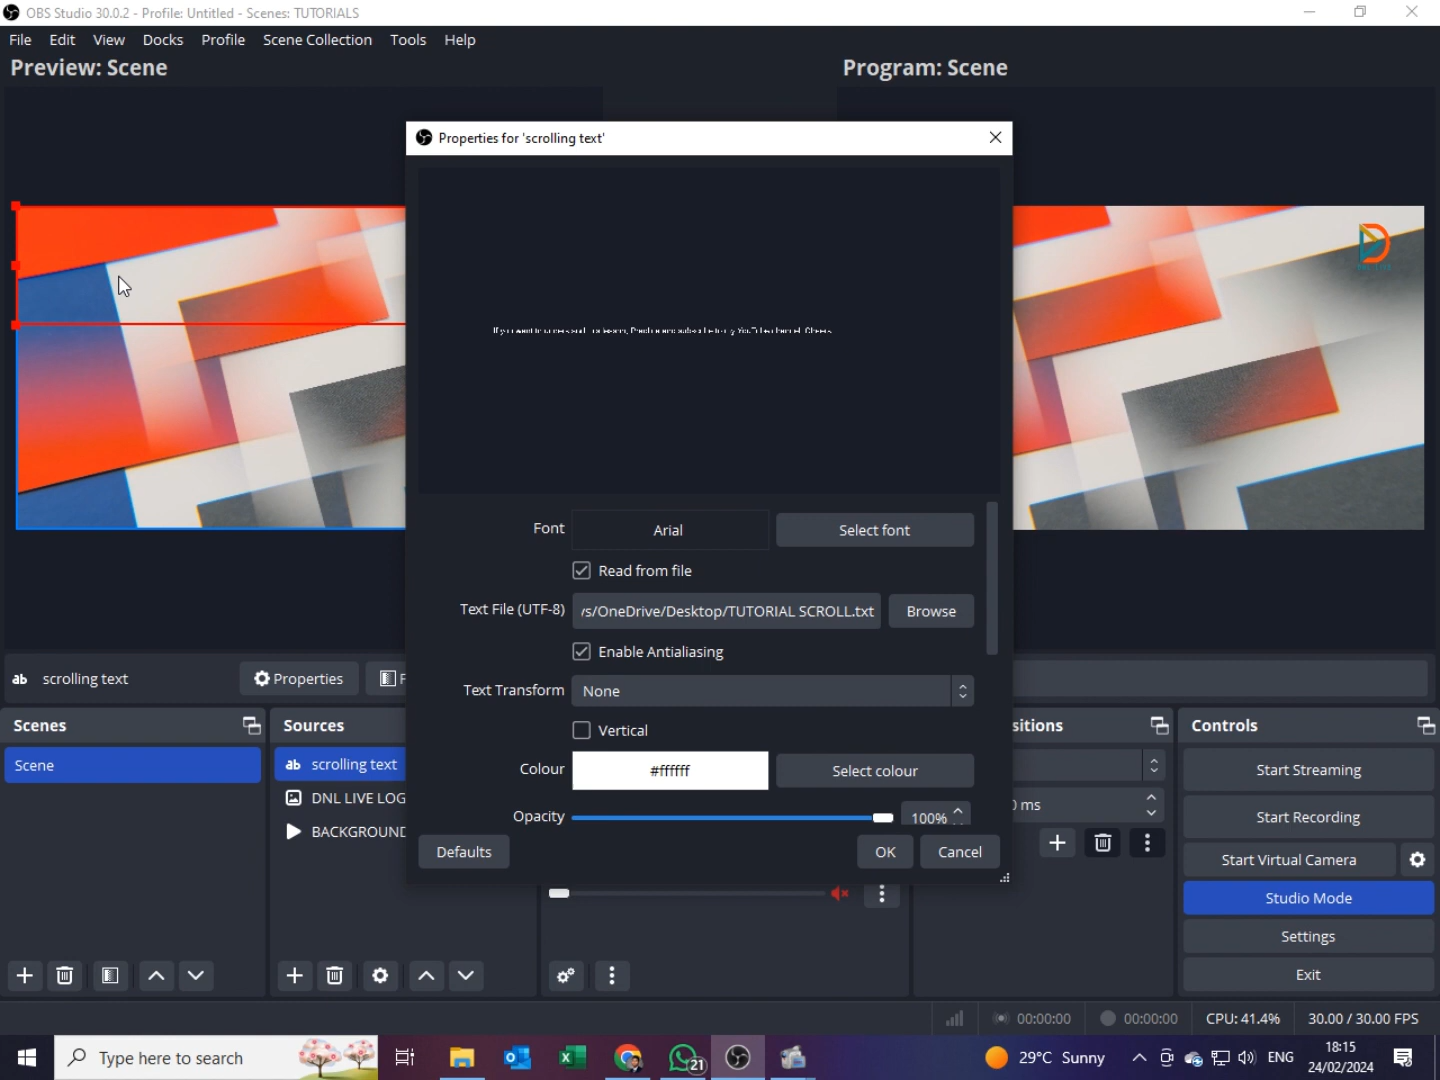 OBS Studio 30.0.2 - Profile: Untitled - Scenes: TUTORIALS
File Edit View Docks Profile Scene Collection Tools Help
Preview: Scene
Program: Scene
Properties for 'scrolling text'
Font Arial Select font
Read from file
Text File (UTF-8) /s/OneDrive/Desktop/TUTORIAL SCROLL.txt Browse
Enable Antialiasing
Text Transform None
Vertical
Colour #ffffff Select colour
Opacity 100%
Defaults OK Cancel
ab scrolling text Properties F
Scenes
Scene
Sources
ab scrolling text
DNL LIVE LOG
BACKGROUND
sitions
0 ms
Controls
Start Streaming
Start Recording
Start Virtual Camera
Studio Mode
Settings
Exit
00:00:00 00:00:00 CPU: 41.4% 30.00 / 30.00 FPS
Type here to search
21
29°C Sunny
ENG
18:15
24/02/2024